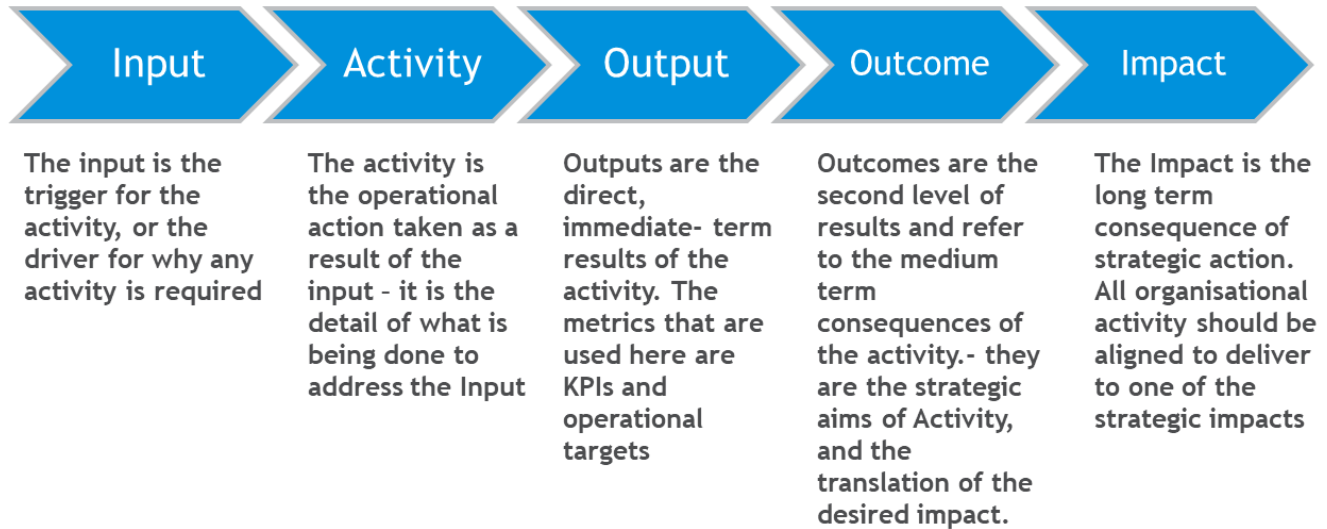 Input
Activity
Output
Outcome
Impact
The input is the
trigger for the
activity, or the
driver for why any
activity is required
The activity is
the operational
action taken as a
result of the
input – it is the
detail of what is
being done to
address the Input
Outputs are the
direct,
immediate- term
results of the
activity. The
metrics that are
used here are
KPIs and
operational
targets
Outcomes are the
second level of
results and refer
to the medium
term
consequences of
the activity.- they
are the strategic
aims of Activity,
and the
translation of the
desired impact.
The Impact is the
long term
consequence of
strategic action.
All organisational
activity should be
aligned to deliver
to one of the
strategic impacts